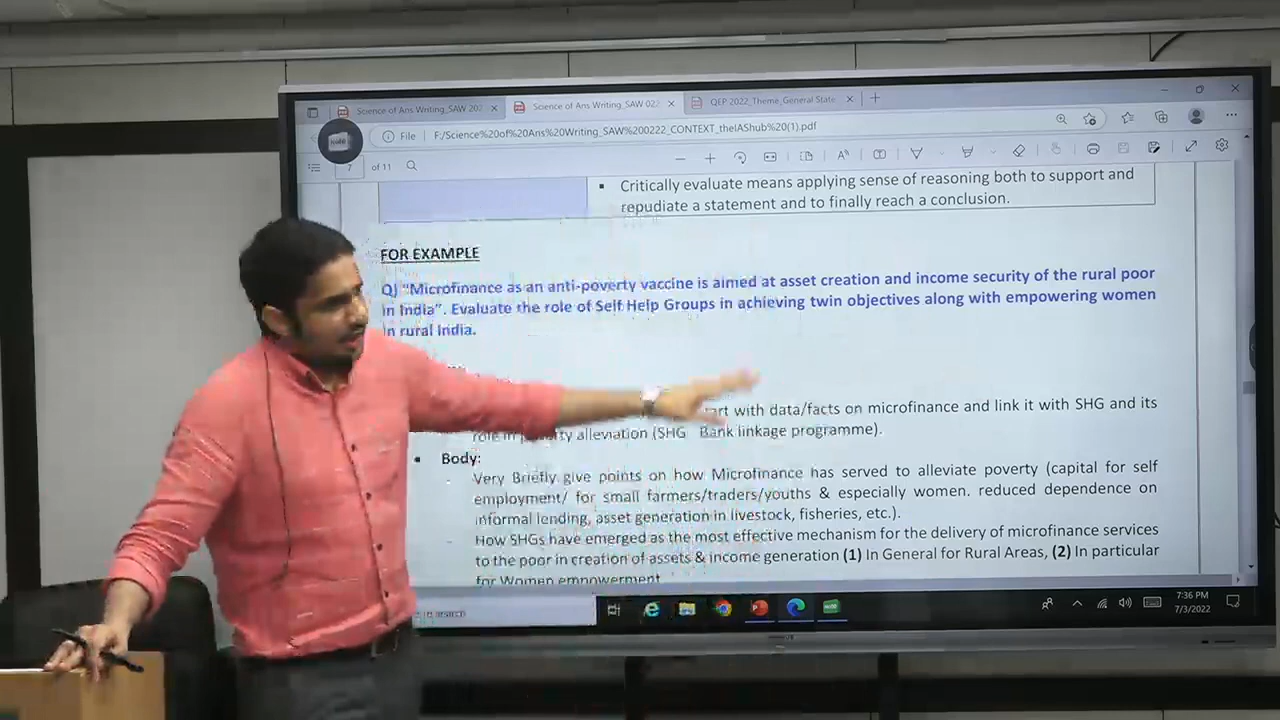 Science of Ans Writing_SAW 202
Science of Ans Writing_SAW 022
QEP 2022_Theme_General State
File F:/Science%20of%20Ans%20Writing_SAW%200222_CONTEXT_theIAShub%20(1).pdf
7 of 11
Critically evaluate means applying sense of reasoning both to support and
repudiate a statement and to finally reach a conclusion.
FOR EXAMPLE
Q) "Microfinance as an anti-poverty vaccine is aimed at asset creation and income security of the rural poor
in India". Evaluate the role of Self Help Groups in achieving twin objectives along with empowering women
in rural India.
with data/facts on microfinance and link it with SHG and its
role in alleviation (SHG Bank linkage programme).
• Body:
- Very Briefly give points on how Microfinance has served to alleviate poverty (capital for self
employment/ for small farmers/traders/youths & especially women. reduced dependence on
informal lending, asset generation in livestock, fisheries, etc.).
- How SHGs have emerged as the most effective mechanism for the delivery of microfinance services
to the poor in creation of assets & income generation (1) In General for Rural Areas, (2) In particular
for Women empowerment
7:36 PM
7/3/2022